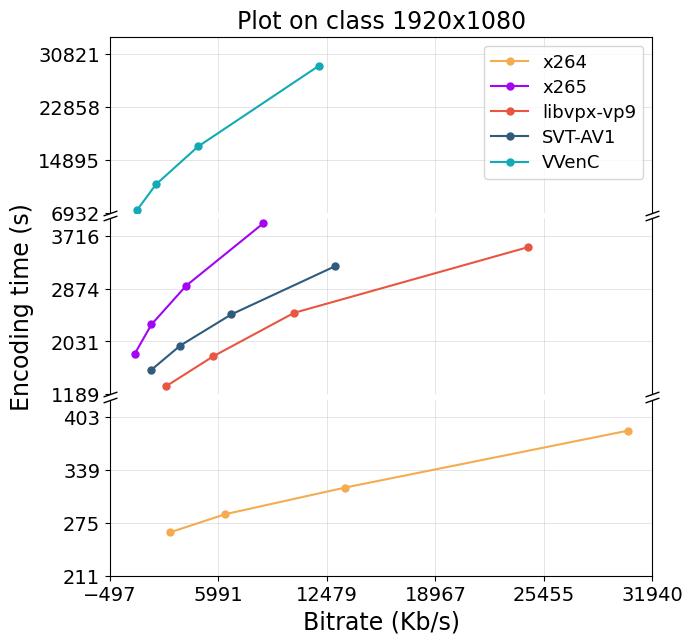 Plot on class 1920x1080
30821
22858
14895
6932
3716
2874
2031
1189
403
339
275
211
Encoding time (s)
x264
x265
libvpx-vp9
SVT-AV1
VVenC
−497 5991 12479 18967 25455 31940
Bitrate (Kb/s)